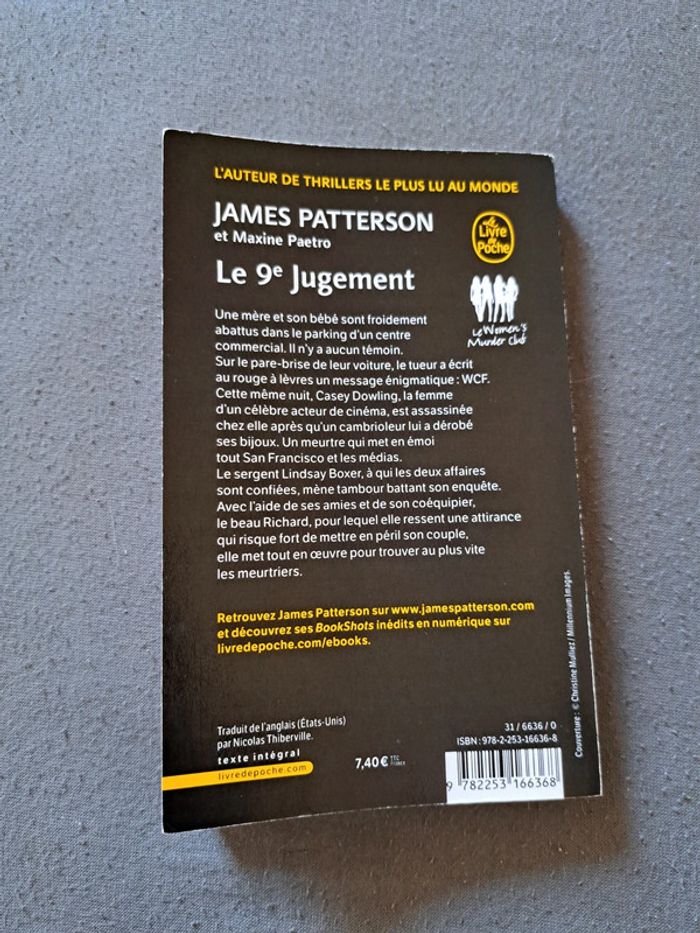 L'AUTEUR DE THRILLERS LE PLUS LU AU MONDE
JAMES PATTERSON
et Maxine Paetro
Le 9e Jugement
Le
Livre
de
Poche
Le Women's
Murder Club
Une mère et son bébé sont froidement
abattus dans le parking d'un centre
commercial. Il n'y a aucun témoin.
Sur le pare-brise de leur voiture, le tueur a écrit
au rouge à lèvres un message énigmatique : WCF.
Cette même nuit, Casey Dowling, la femme
d'un célèbre acteur de cinéma, est assassinée
chez elle après qu'un cambrioleur lui a dérobé
ses bijoux. Un meurtre qui met en émoi
tout San Francisco et les médias.
Le sergent Lindsay Boxer, à qui les deux affaires
sont confiées, mène tambour battant son enquête.
Avec l'aide de ses amies et de son coéquipier,
le beau Richard, pour lequel elle ressent une attirance
qui risque fort de mettre en péril son couple,
elle met tout en œuvre pour trouver au plus vite
les meurtriers.
Retrouvez James Patterson sur www.jamespatterson.com
et découvrez ses BookShots inédits en numérique sur
livredepoche.com/ebooks.
Couverture : © Christine Mulliez / Millennium Images.
Traduit de l'anglais (États-Unis)
par Nicolas Thiberville.
texte intégral
livredepoche.com
7,40 € TTC
FRANCE
31 / 6636 / 0
ISBN : 978-2-253-16636-8
9 782253 166368